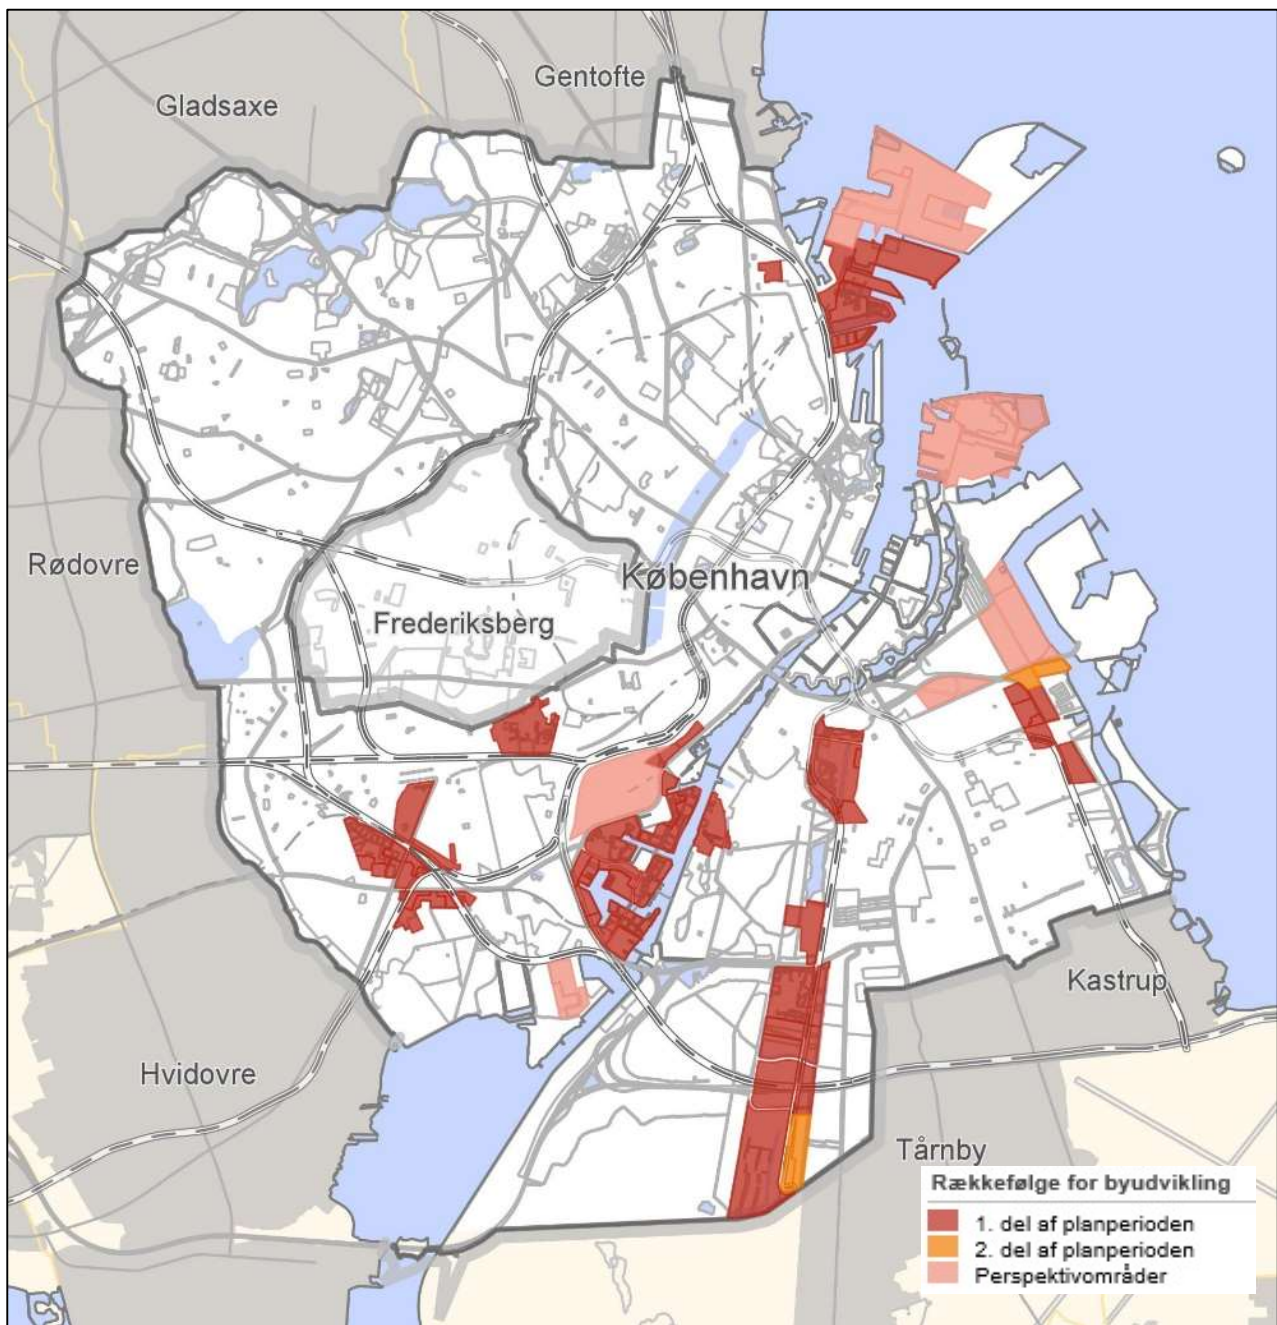 Gentofte
Gladsaxe
Rødovre
København
Frederiksberg
Kastrup
Hvidovre
Tårnby
Rækkefølge for byudvikling
1. del af planperioden
2. del af planperioden
Perspektivområder